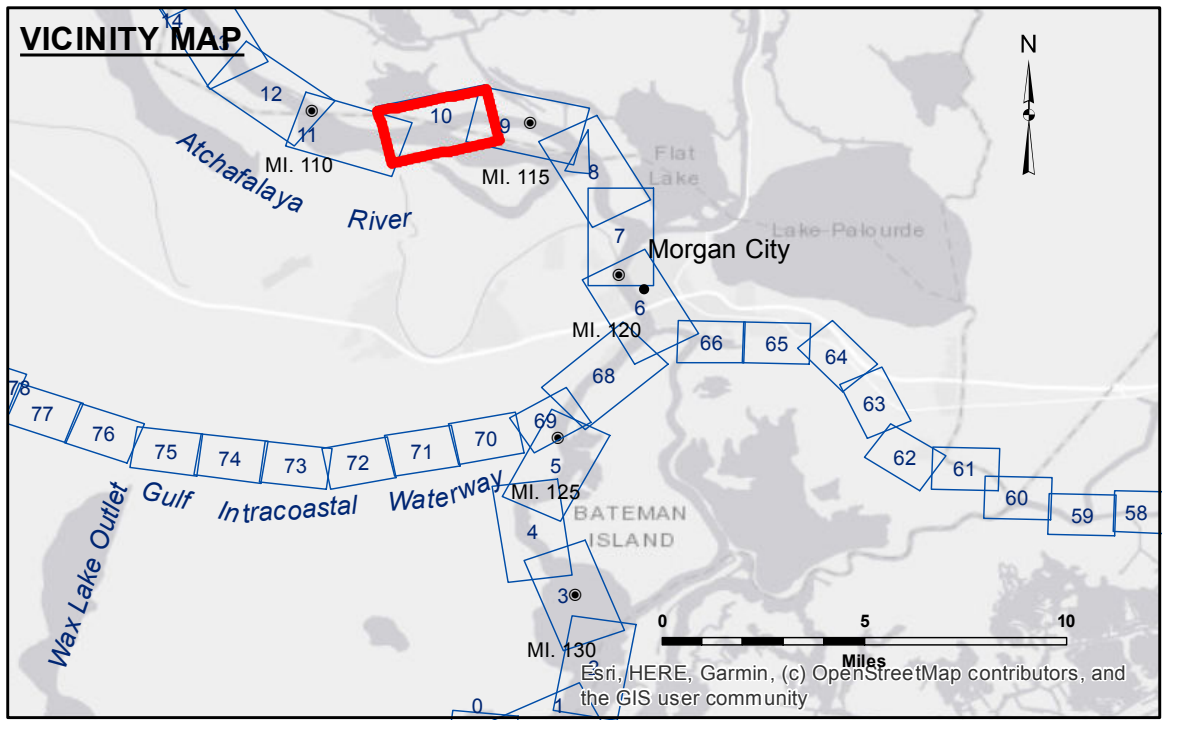 14
VICINITY MAP
N
12
10
9
11
Atchafalaya
MI. 110
MI. 115
8
Flat
Lake
River
7
Lake Palourde
Morgan City
6
MI. 120
66
65
64
68
63
78
77
76
75
74
73
72
71
70
69
62
61
60
59
58
5
Gulf Intracoastal Waterway
MI. 125
Wax Lake Outlet
4
BATEMAN
ISLAND
3
0 5 10
Miles
MI. 130
2
Esri, HERE, Garmin, (c) OpenStreetMap contributors, and
the GIS user community
0
1